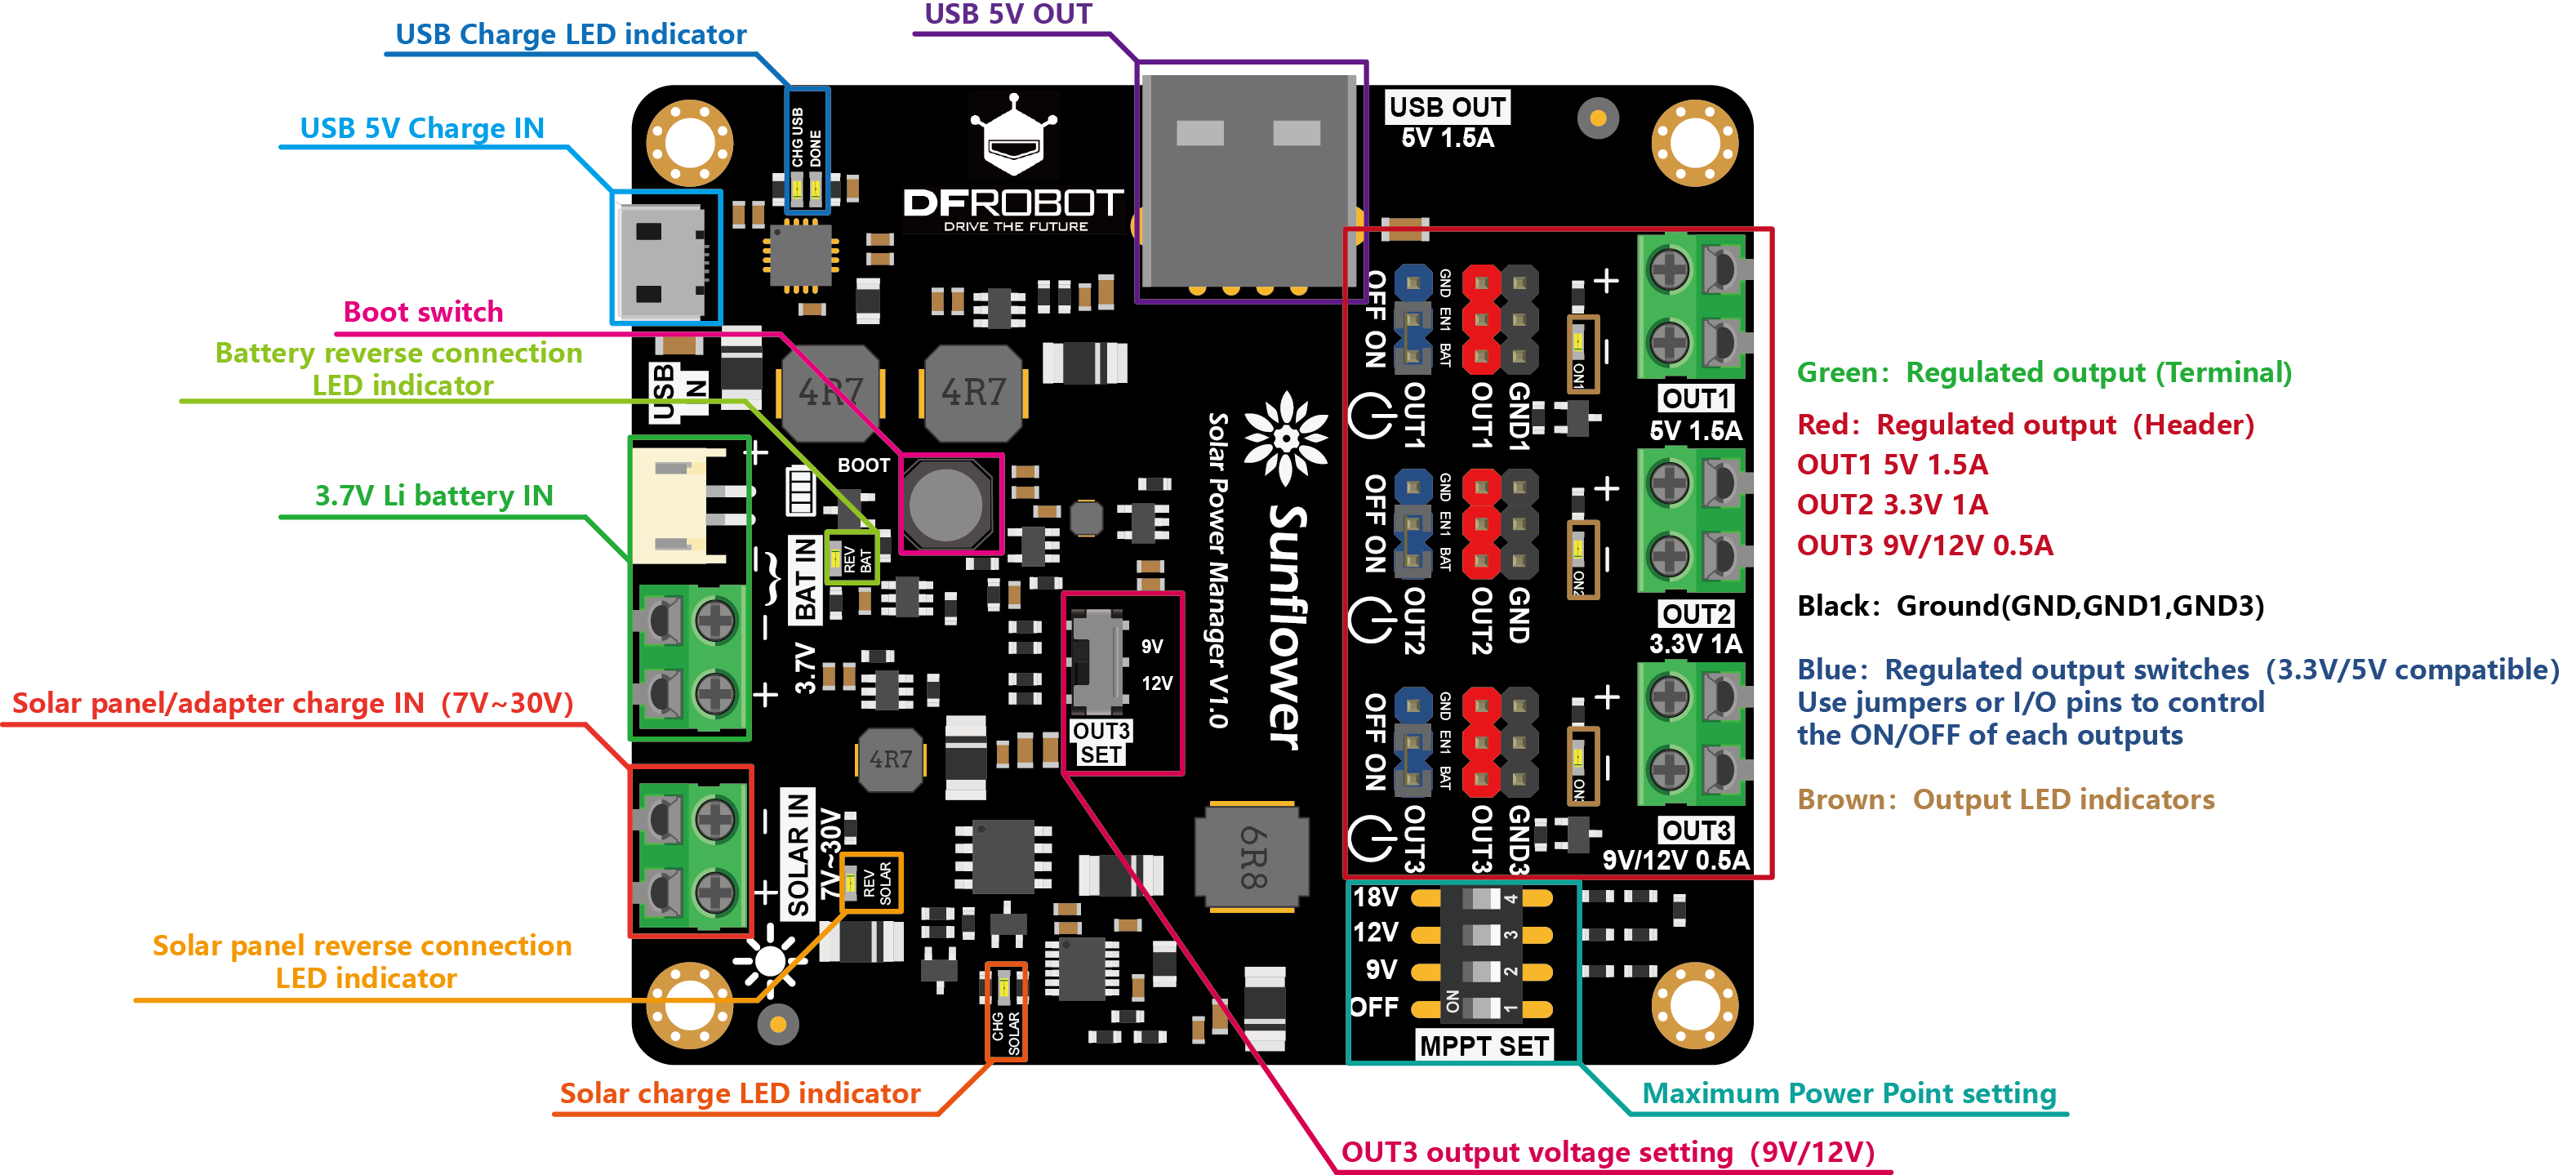 USB 5V OUT
USB Charge LED indicator
USB 5V Charge IN
Boot switch
Battery reverse connection
LED indicator
3.7V Li battery IN
Solar panel/adapter charge IN (7V~30V)
Solar panel reverse connection
LED indicator
Solar charge LED indicator
CHG USB
DONE
DFROBOT
DRIVE THE FUTURE
USB OUT
5V 1.5A
USB
IN
4R7
4R7
BOOT
+
−
BAT IN
3.7V
REV
BAT
−
+
4R7
SOLAR IN
7V~30V
−
+
REV
SOLAR
CHG
SOLAR
9V
12V
OUT3
SET
6R8
Sunflower
Solar Power Manager V1.0
OFF ON
GND
EN1
BAT
OUT1
OUT1
GND1
ON1
+
−
OUT1
5V 1.5A
OFF ON
GND
EN1
BAT
OUT2
OUT2
GND
ON2
+
−
OUT2
3.3V 1A
OFF ON
GND
EN1
BAT
OUT3
OUT3
GND3
+
−
OUT3
9V/12V 0.5A
18V
4
12V
3
9V
2
OFF
ON
1
MPPT SET
Green: Regulated output (Terminal)
Red: Regulated output (Header)
OUT1 5V 1.5A
OUT2 3.3V 1A
OUT3 9V/12V 0.5A
Black: Ground(GND,GND1,GND3)
Blue: Regulated output switches (3.3V/5V compatible)
Use jumpers or I/O pins to control
the ON/OFF of each outputs
Brown: Output LED indicators
Maximum Power Point setting
OUT3 output voltage setting (9V/12V)